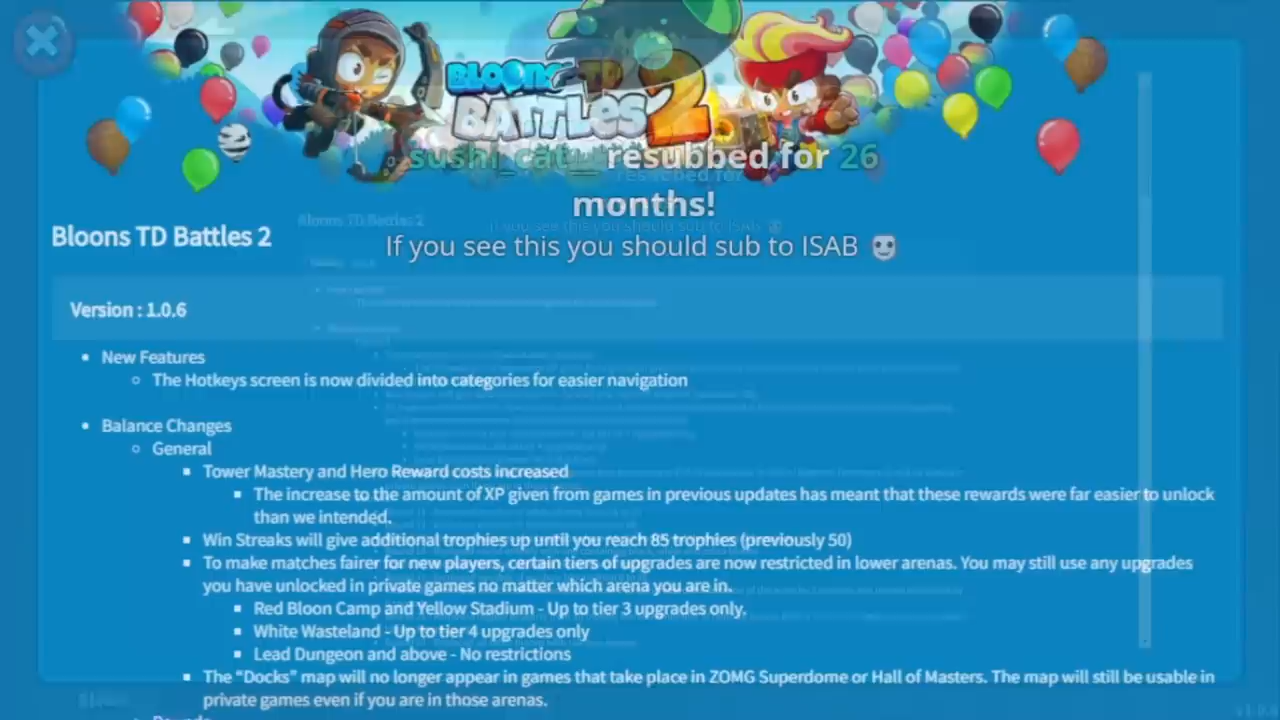 BLOONS TD
BATTLES 2
sushi_cat__ resubbed for 26
months!
If you see this you should sub to ISAB
Bloons TD Battles 2
Version : 1.0.6
New Features
The Hotkeys screen is now divided into categories for easier navigation
Balance Changes
General
Tower Mastery and Hero Reward costs increased
The increase to the amount of XP given from games in previous updates has meant that these rewards were far easier to unlock
than we intended.
Win Streaks will give additional trophies up until you reach 85 trophies (previously 50)
To make matches fairer for new players, certain tiers of upgrades are now restricted in lower arenas. You may still use any upgrades
you have unlocked in private games no matter which arena you are in.
Red Bloon Camp and Yellow Stadium - Up to tier 3 upgrades only.
White Wasteland - Up to tier 4 upgrades only
Lead Dungeon and above - No restrictions
The “Docks” map will no longer appear in games that take place in ZOMG Superdome or Hall of Masters. The map will still be usable in
private games even if you are in those arenas.